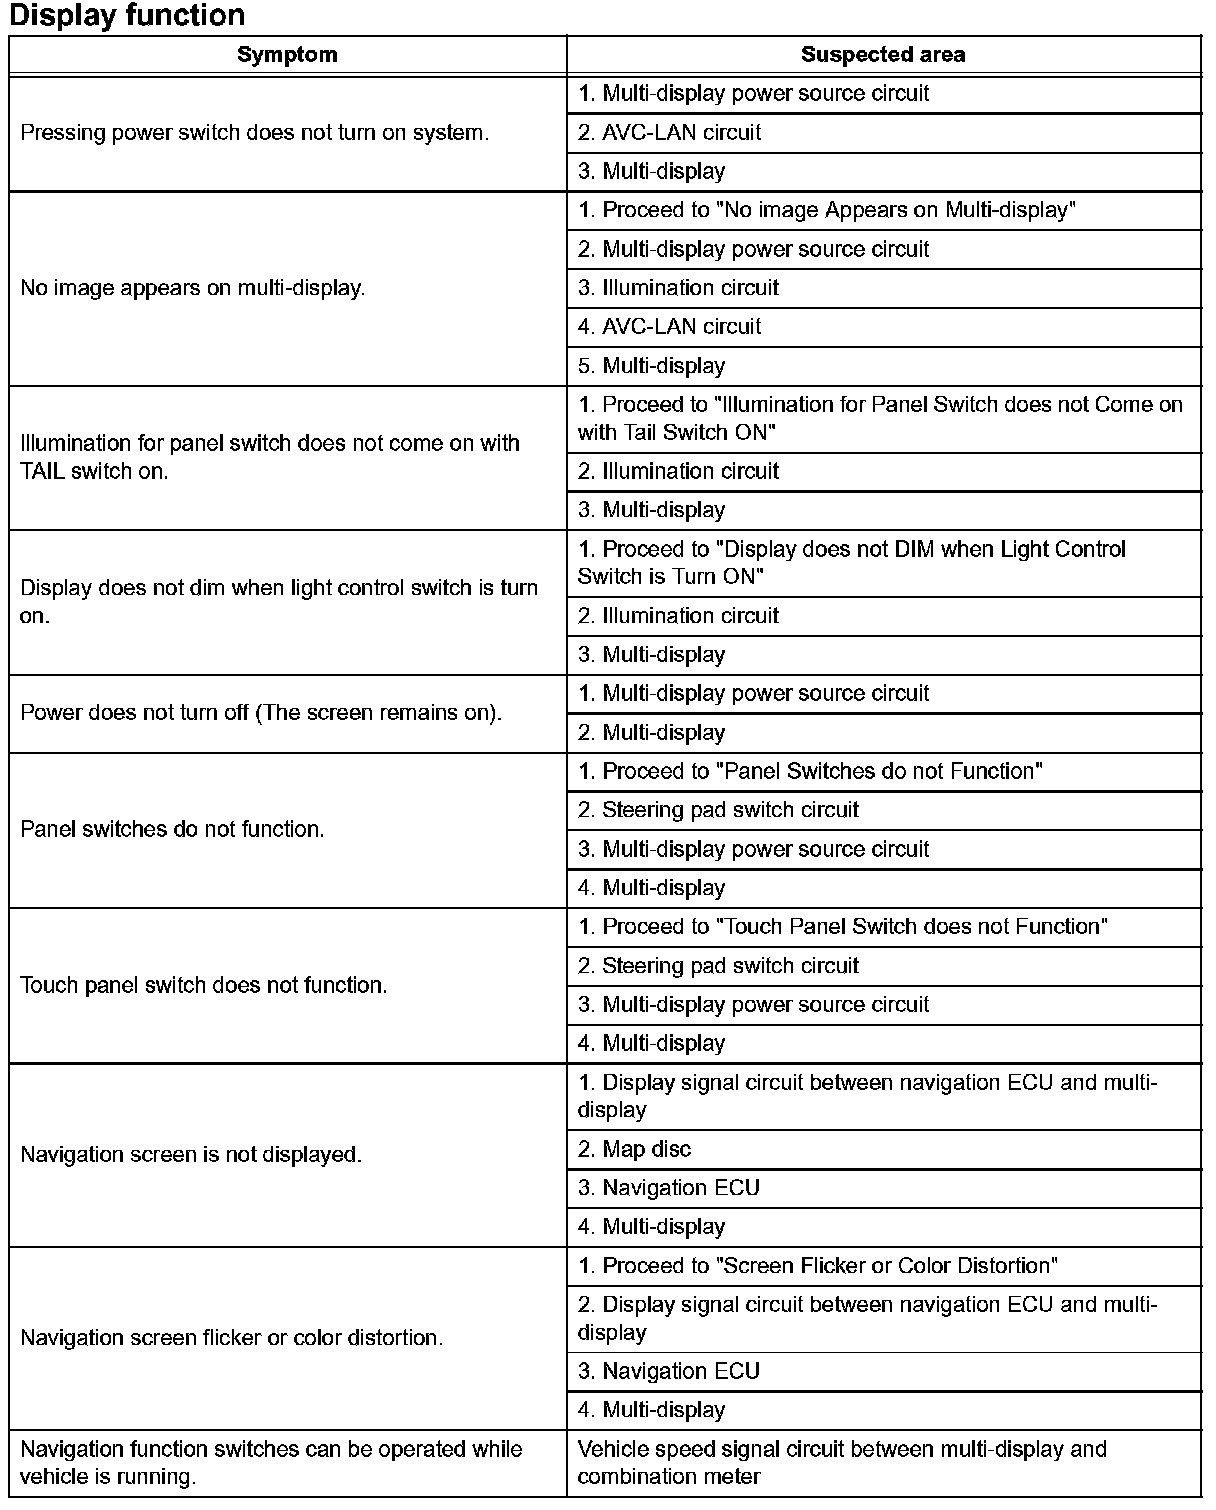 Display function
Symptom
Suspected area
Pressing power switch does not turn on system.
1. Multi-display power source circuit
2. AVC-LAN circuit
3. Multi-display
No image appears on multi-display.
1. Proceed to "No image Appears on Multi-display"
2. Multi-display power source circuit
3. Illumination circuit
4. AVC-LAN circuit
5. Multi-display
Illumination for panel switch does not come on with
TAIL switch on.
1. Proceed to "Illumination for Panel Switch does not Come on
with Tail Switch ON"
2. Illumination circuit
3. Multi-display
Display does not dim when light control switch is turn
on.
1. Proceed to "Display does not DIM when Light Control
Switch is Turn ON"
2. Illumination circuit
3. Multi-display
Power does not turn off (The screen remains on).
1. Multi-display power source circuit
2. Multi-display
Panel switches do not function.
1. Proceed to "Panel Switches do not Function"
2. Steering pad switch circuit
3. Multi-display power source circuit
4. Multi-display
Touch panel switch does not function.
1. Proceed to "Touch Panel Switch does not Function"
2. Steering pad switch circuit
3. Multi-display power source circuit
4. Multi-display
Navigation screen is not displayed.
1. Display signal circuit between navigation ECU and multi-
display
2. Map disc
3. Navigation ECU
4. Multi-display
Navigation screen flicker or color distortion.
1. Proceed to "Screen Flicker or Color Distortion"
2. Display signal circuit between navigation ECU and multi-
display
3. Navigation ECU
4. Multi-display
Navigation function switches can be operated while
vehicle is running.
Vehicle speed signal circuit between multi-display and
combination meter